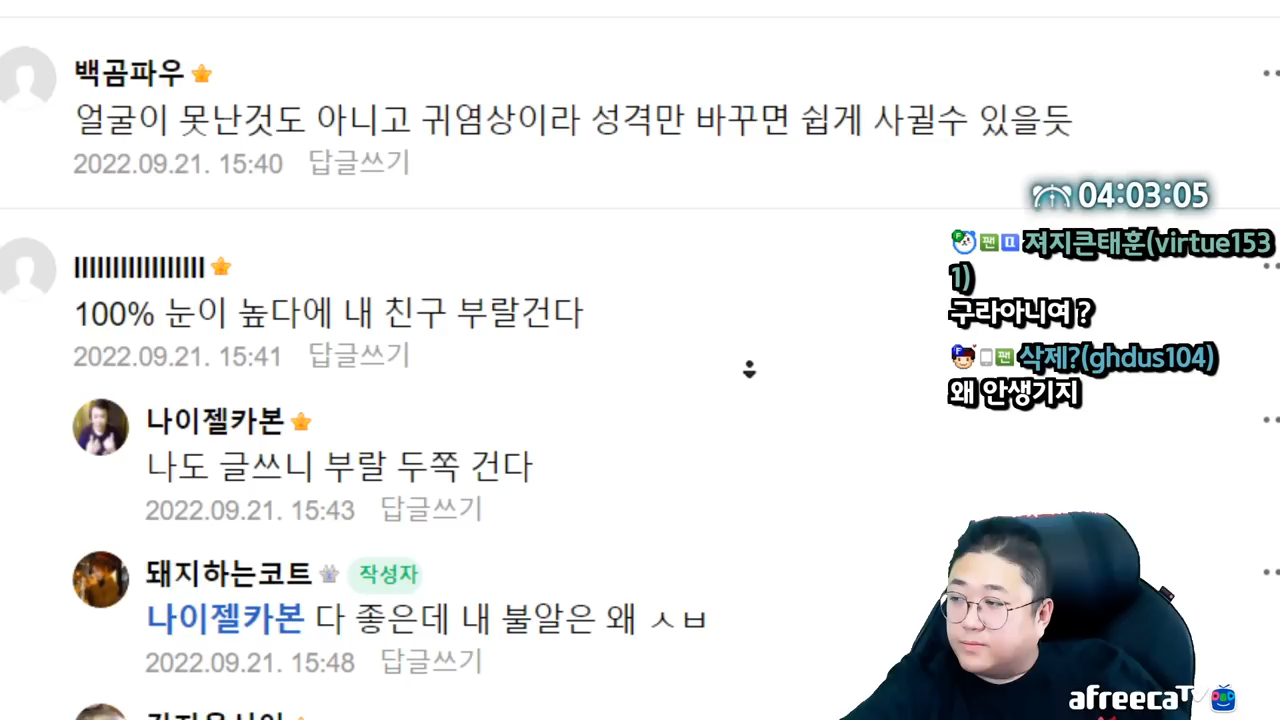 백곰파우
얼굴이 못난것도 아니고 귀염상이라 성격만 바꾸면 쉽게 사귈수 있을듯
2022.09.21. 15:40 답글쓰기
04:03:05
llllllllllllllllll
100% 눈이 높다에 내 친구 부랄건다
2022.09.21. 15:41 답글쓰기
팬 져지큰태훈(virtue153
1)
구라아니여?
팬 삭제?(ghdus104)
왜 안생기지
나이젤카본
나도 글쓰니 부랄 두쪽 건다
2022.09.21. 15:43 답글쓰기
돼지하는코트 작성자
나이젤카본 다 좋은데 내 불알은 왜 ㅅㅂ
2022.09.21. 15:48 답글쓰기
afreecaTV